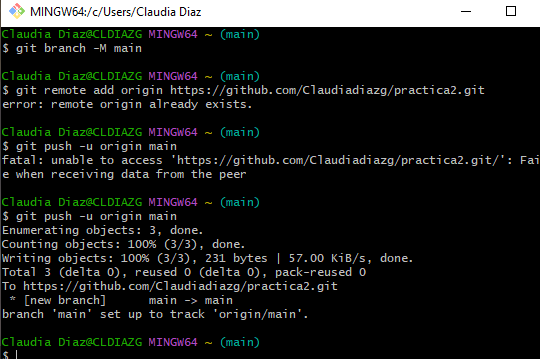 MINGW64:/c/Users/Claudia Diaz
Claudia Diaz@CLDIAZG MINGW64 ~ (main)
$ git branch -M main
Claudia Diaz@CLDIAZG MINGW64 ~ (main)
$ git remote add origin https://github.com/Claudiadiazg/practica2.git
error: remote origin already exists.
Claudia Diaz@CLDIAZG MINGW64 ~ (main)
$ git push -u origin main
fatal: unable to access 'https://github.com/Claudiadiazg/practica2.git/': Fai
e when receiving data from the peer
Claudia Diaz@CLDIAZG MINGW64 ~ (main)
$ git push -u origin main
Enumerating objects: 3, done.
Counting objects: 100% (3/3), done.
Writing objects: 100% (3/3), 231 bytes | 57.00 KiB/s, done.
Total 3 (delta 0), reused 0 (delta 0), pack-reused 0
To https://github.com/Claudiadiazg/practica2.git
 * [new branch]      main -> main
branch 'main' set up to track 'origin/main'.
Claudia Diaz@CLDIAZG MINGW64 ~ (main)
$